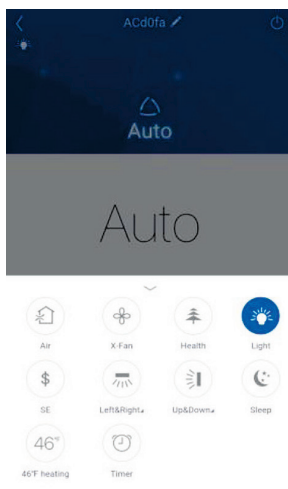 ACd0fa
Auto
Auto
Air X-Fan Health Light
$
SE Left&Right Up&Down Sleep
46°
46°F heating Timer